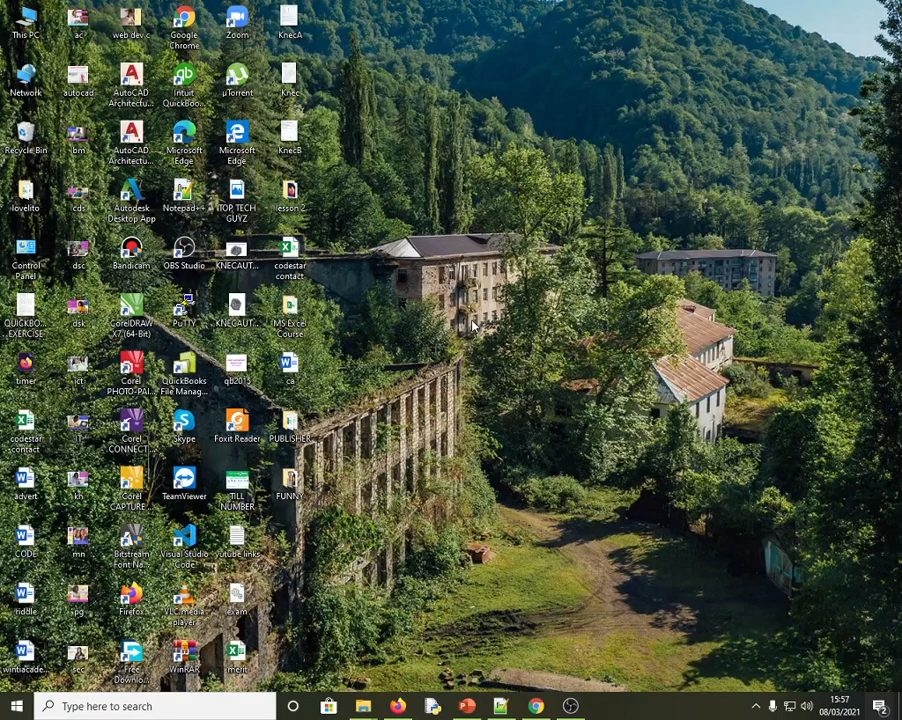 This PC
ac
web dev c
Google
Chrome
Zoom
KnecA
Network
autocad
AutoCAD
Architectu...
Intuit
QuickBoo...
µTorrent
Knec
Recycle Bin
bm
AutoCAD
Architectu...
Microsoft
Edge
Microsoft
Edge
KnecB
lovelito
cds
Autodesk
Desktop App
Notepad++
TOP TECH
GUYZ
lesson 2
Control
Panel
dsc
Bandicam
OBS Studio
KNECAUT...
codestar
contact
QUICKBO...
EXERCISE
dsk
CorelDRAW
X7 (64-Bit)
PuTTY
KNECAUT...
MS Excel
Course
timer
ict
Corel
PHOTO-PAI...
QuickBooks
File Manag...
qb2015
ca
codestar
contact
IT
Corel
CONNECT
Skype
Foxit Reader
PUBLISHER
advert
kh
Corel
CAPTURE
TeamViewer
TILL
NUMBER
FUNNY
CODE
mn
Bitstream
Font Na...
Visual Studio
Code
yutube links
riddle
pg
Firefox
VLC media
player
exam
wintiacade...
sec
Free
Downlo...
WinRAR
merit
Type here to search
15:57
08/03/2021
2